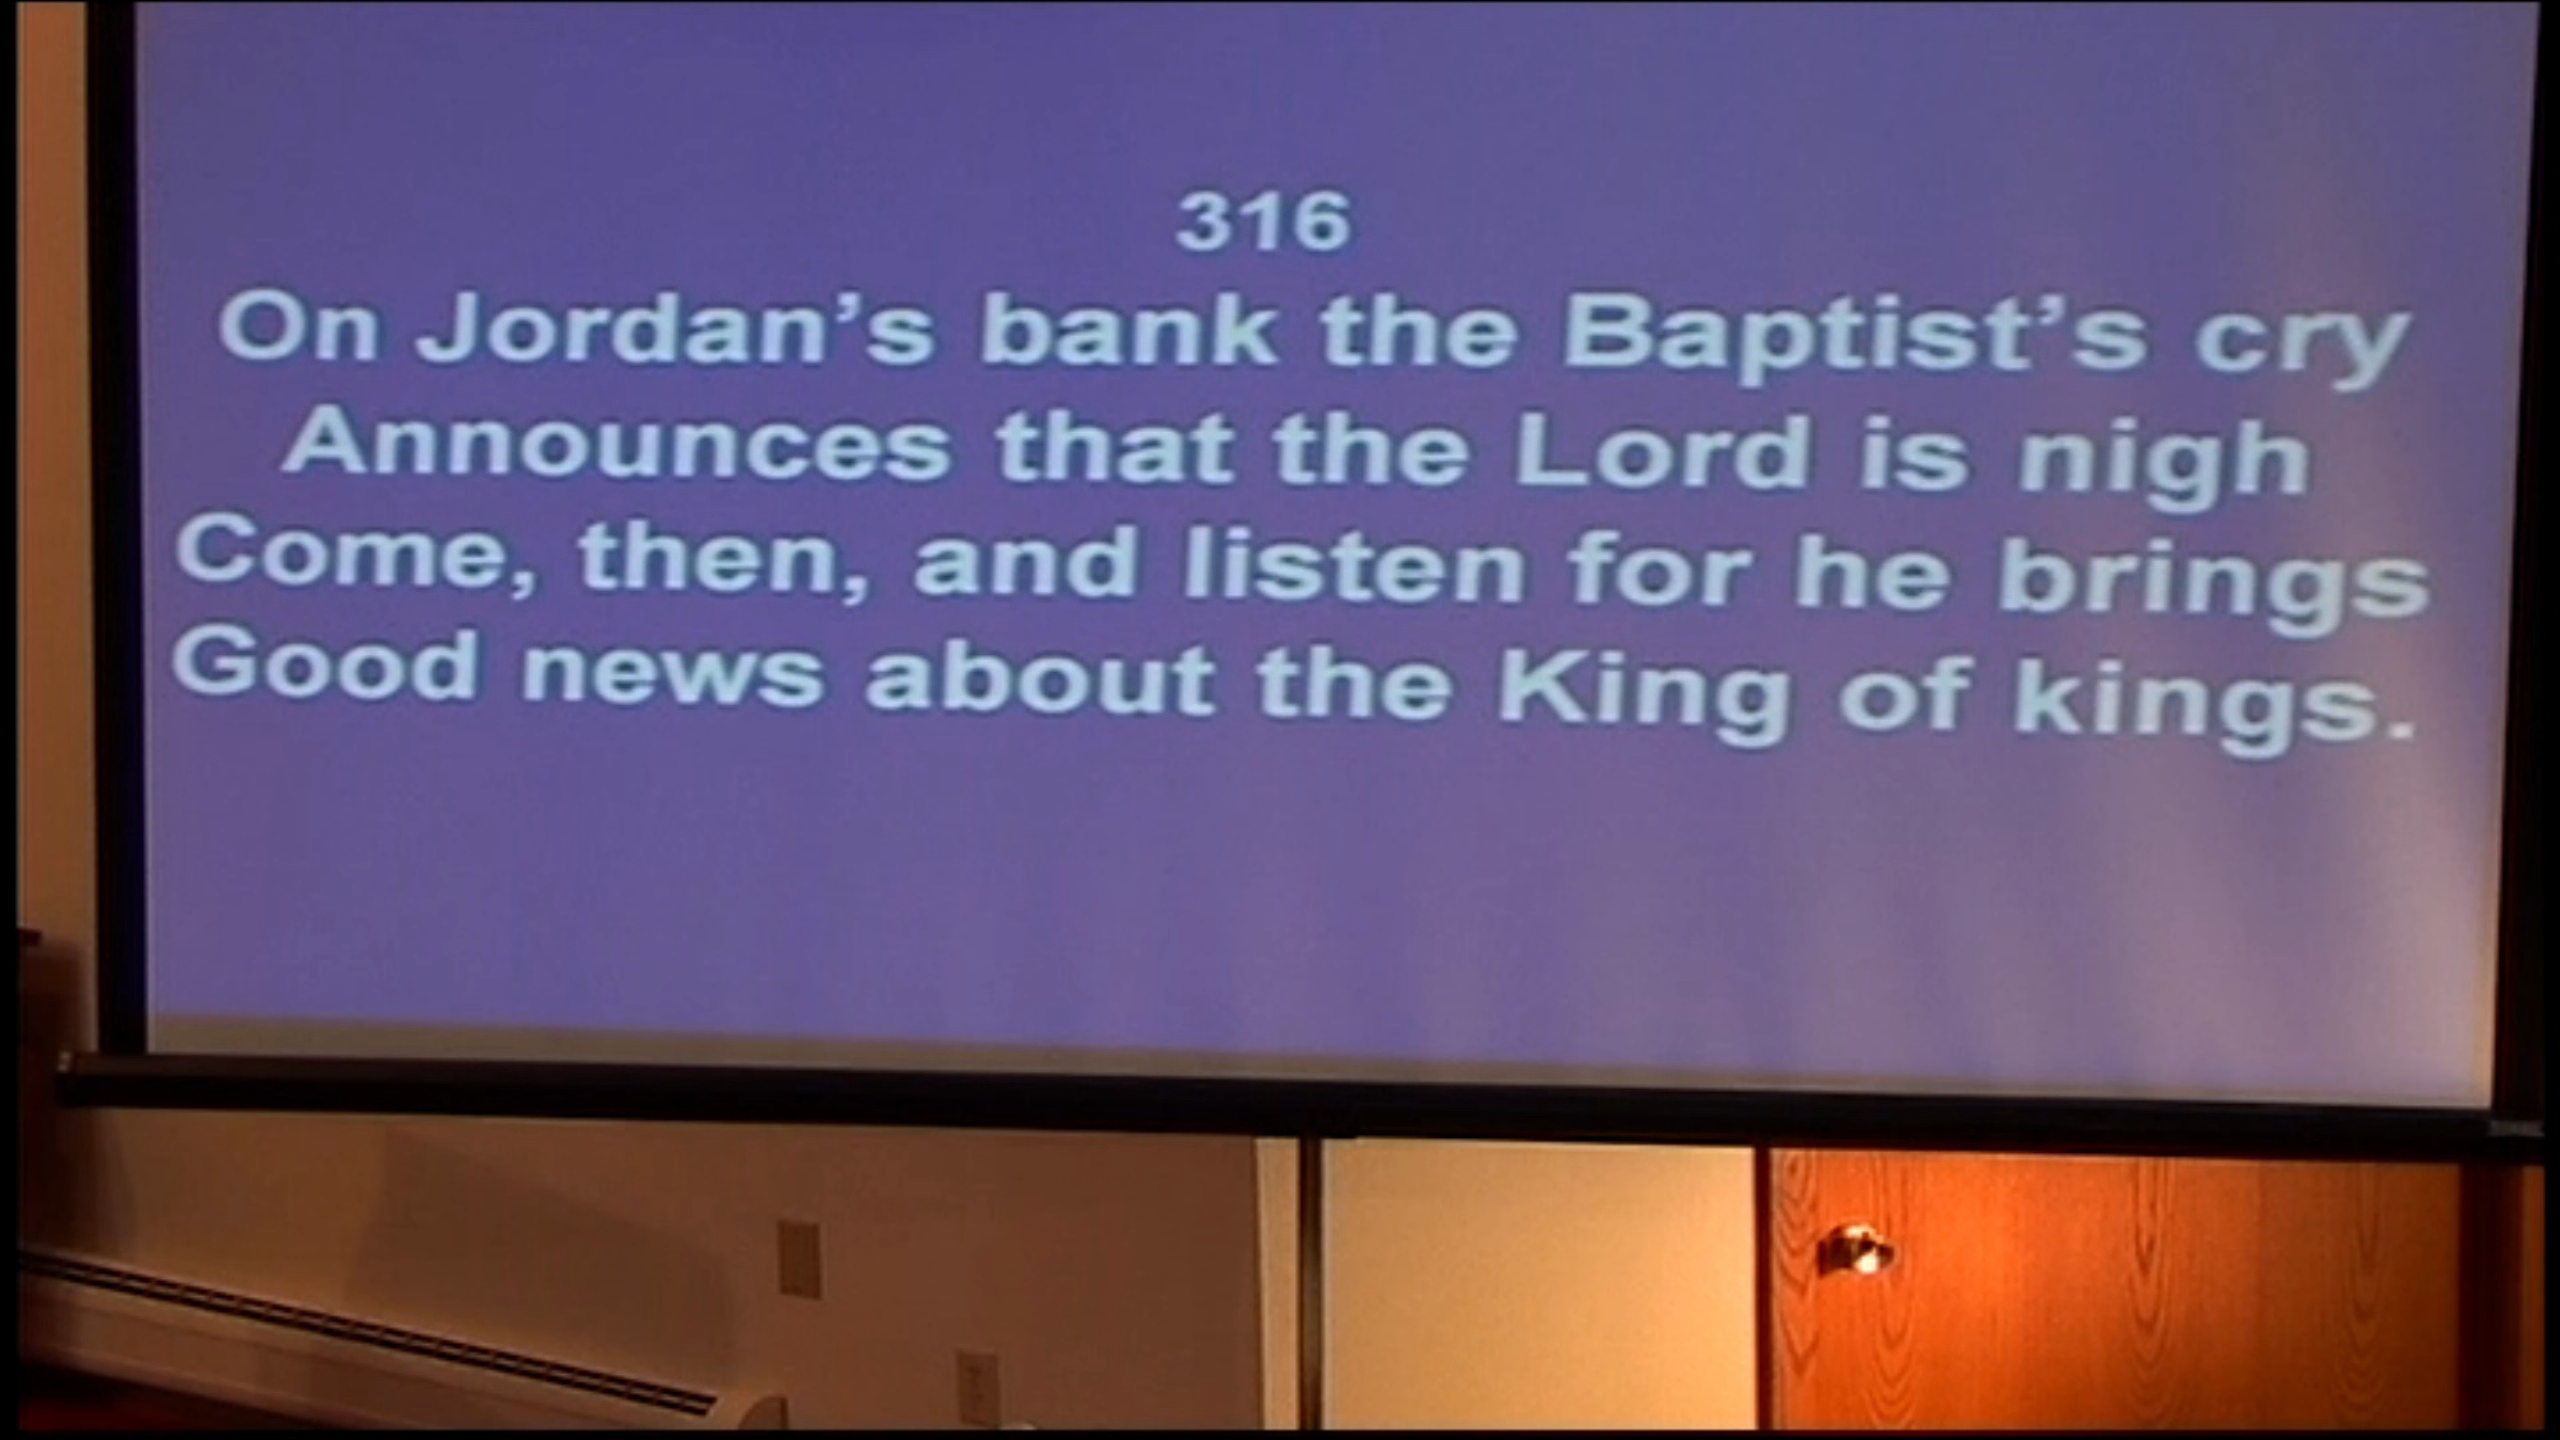 316
On Jordan’s bank the Baptist’s cry
Announces that the Lord is nigh
Come, then, and listen for he brings
Good news about the King of kings.